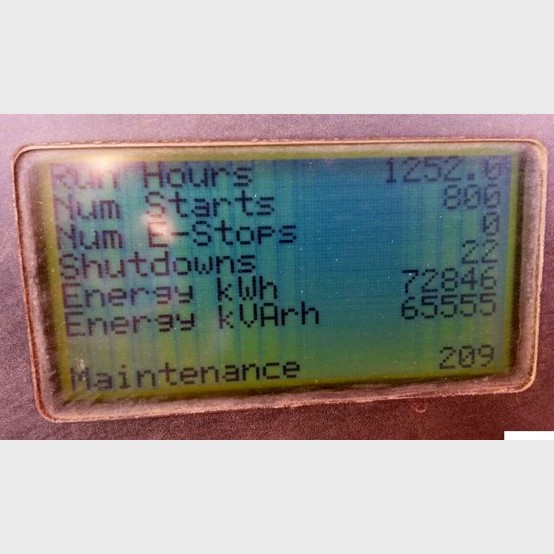 Run Hours 1252.0
Num Starts 806
Num E-Stops 0
Shutdowns 22
Energy kWh 72846
Energy kVArh 65555
Maintenance 209